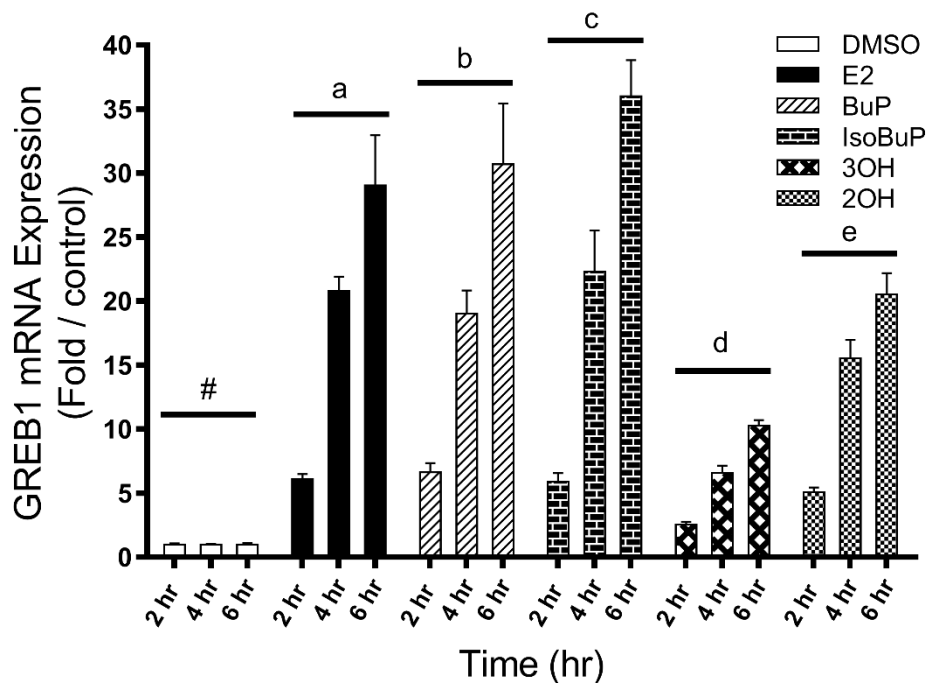 GREB1 mRNA Expression
(Fold / control)
40
35
30
25
20
15
10
5
0
#
a
b
c
d
e
DMSO
E2
BuP
IsoBuP
3OH
2OH
2 hr
4 hr
6 hr
2 hr
4 hr
6 hr
2 hr
4 hr
6 hr
2 hr
4 hr
6 hr
2 hr
4 hr
6 hr
2 hr
4 hr
6 hr
Time (hr)